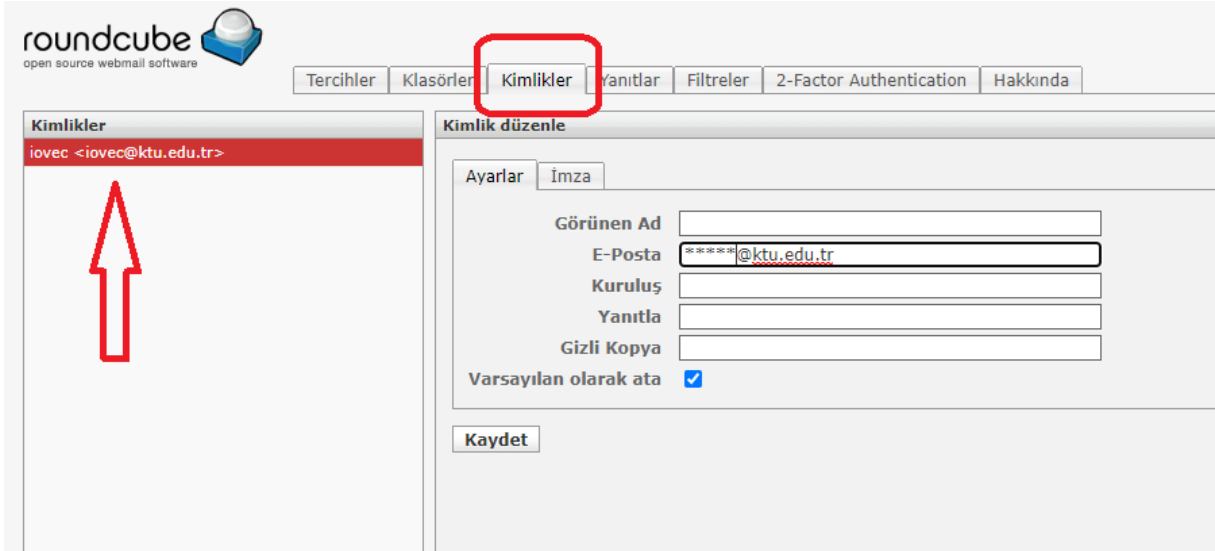 roundcube
open source webmail software
Tercihler Klasörler Kimlikler Yanıtlar Filtreler 2-Factor Authentication Hakkında
Kimlikler
iovec <iovec@ktu.edu.tr>
Kimlik düzenle
Ayarlar İmza
Görünen Ad
E-Posta *****@ktu.edu.tr
Kuruluş
Yanıtla
Gizli Kopya
Varsayılan olarak ata
Kaydet